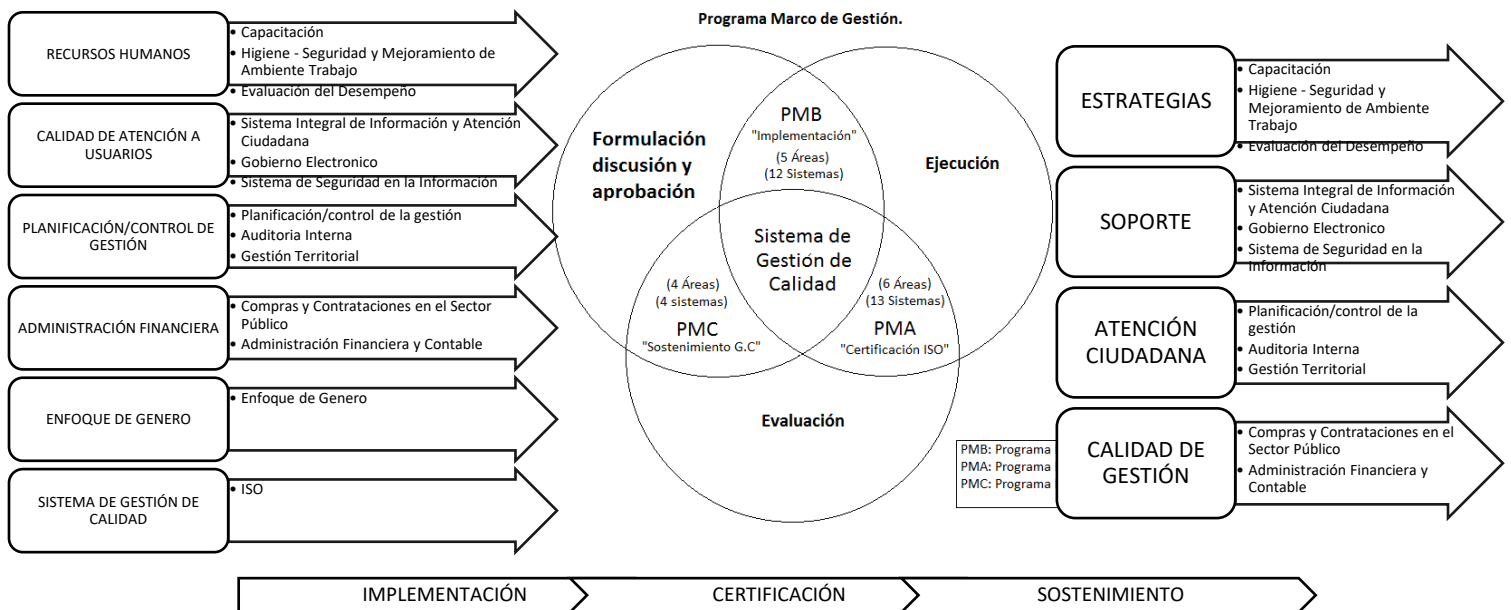 RECURSOS HUMANOS
• Capacitación
• Higiene - Seguridad y Mejoramiento de
Ambiente Trabajo
• Evaluación del Desempeño
CALIDAD DE ATENCIÓN A
USUARIOS
• Sistema Integral de Información y Atención
Ciudadana
• Gobierno Electronico
• Sistema de Seguridad en la Información
PLANIFICACIÓN/CONTROL DE
GESTIÓN
• Planificación/control de la gestión
• Auditoria Interna
• Gestión Territorial
ADMINISTRACIÓN FINANCIERA
• Compras y Contrataciones en el Sector
Público
• Administración Financiera y Contable
ENFOQUE DE GENERO
• Enfoque de Genero
SISTEMA DE GESTIÓN DE
CALIDAD
• ISO
Programa Marco de Gestión.
Formulación
discusión y
aprobación
PMB
"Implementación"
(5 Áreas)
(12 Sistemas)
Ejecución
Sistema de
Gestión de
Calidad
(4 Áreas)
(4 sistemas)
PMC
"Sostenimiento G.C"
(6 Áreas)
(13 Sistemas)
PMA
"Certificación ISO"
Evaluación
PMB: Programa
PMA: Programa
PMC: Programa
ESTRATEGIAS
• Capacitación
• Higiene - Seguridad y
Mejoramiento de Ambiente
Trabajo
• Evaluación del Desempeño
SOPORTE
• Sistema Integral de Información
y Atención Ciudadana
• Gobierno Electronico
• Sistema de Seguridad en la
Información
ATENCIÓN
CIUDADANA
• Planificación/control de la
gestión
• Auditoria Interna
• Gestión Territorial
CALIDAD DE
GESTIÓN
• Compras y Contrataciones en el
Sector Público
• Administración Financiera y
Contable
IMPLEMENTACIÓN
CERTIFICACIÓN
SOSTENIMIENTO